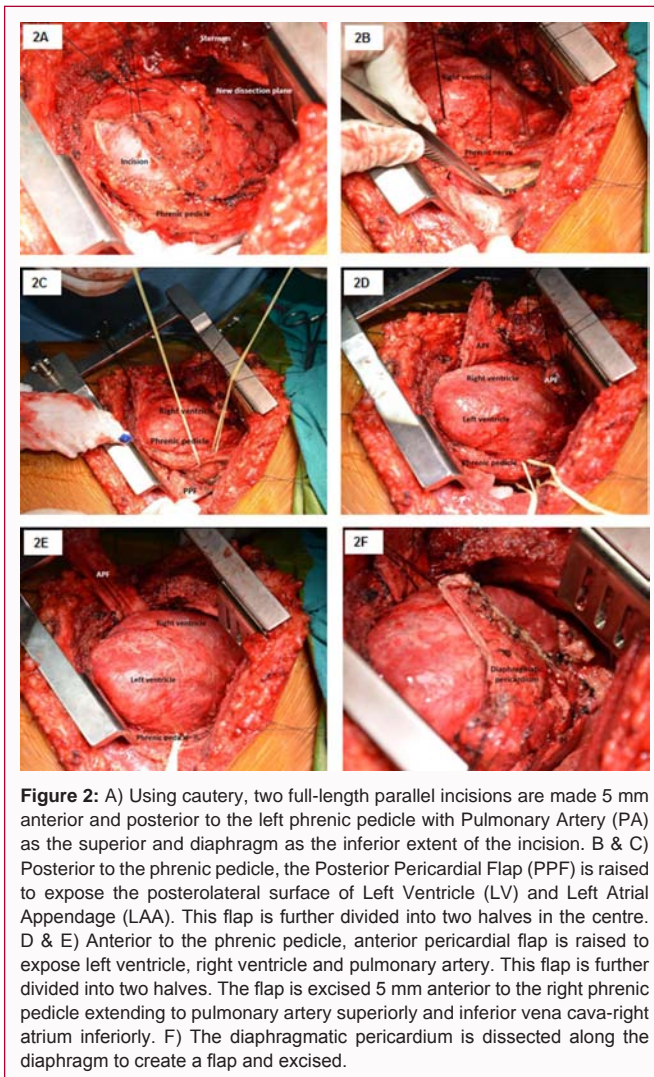 2A
Sternum
New dissection plane
Incision
Phrenic pedicle
2B
Right ventricle
Phrenic nerve
PPF
2C
Right ventricle
Phrenic pedicle
PPF
2D
APF
APF
Right ventricle
Left ventricle
Phrenic pedicle
2E
APF
Right ventricle
Left ventricle
Phrenic pedicle
2F
Diaphragmatic
pericardium
Figure 2: A) Using cautery, two full-length parallel incisions are made 5 mm
anterior and posterior to the left phrenic pedicle with Pulmonary Artery (PA)
as the superior and diaphragm as the inferior extent of the incision. B & C)
Posterior to the phrenic pedicle, the Posterior Pericardial Flap (PPF) is raised
to expose the posterolateral surface of Left Ventricle (LV) and Left Atrial
Appendage (LAA). This flap is further divided into two halves in the centre.
D & E) Anterior to the phrenic pedicle, anterior pericardial flap is raised to
expose left ventricle, right ventricle and pulmonary artery. This flap is further
divided into two halves. The flap is excised 5 mm anterior to the right phrenic
pedicle extending to pulmonary artery superiorly and inferior vena cava-right
atrium inferiorly. F) The diaphragmatic pericardium is dissected along the
diaphragm to create a flap and excised.